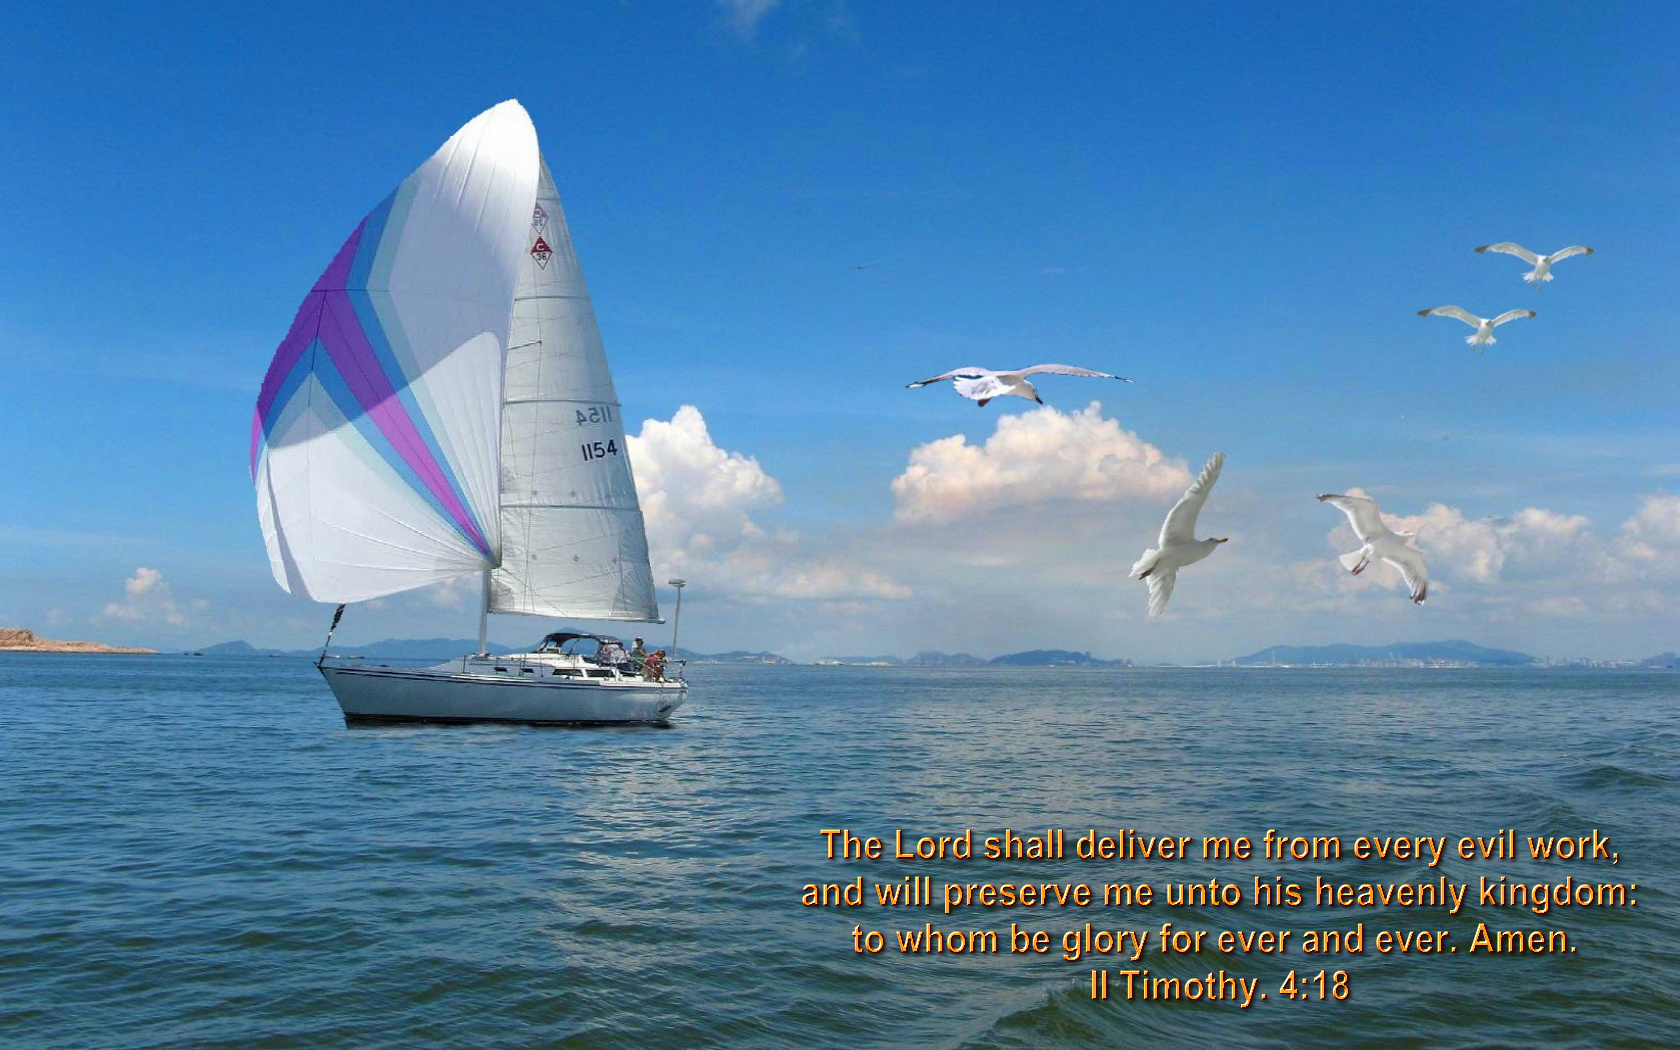 C
36
1154
1154
The Lord shall deliver me from every evil work,
and will preserve me unto his heavenly kingdom:
to whom be glory for ever and ever. Amen.
II Timothy. 4:18